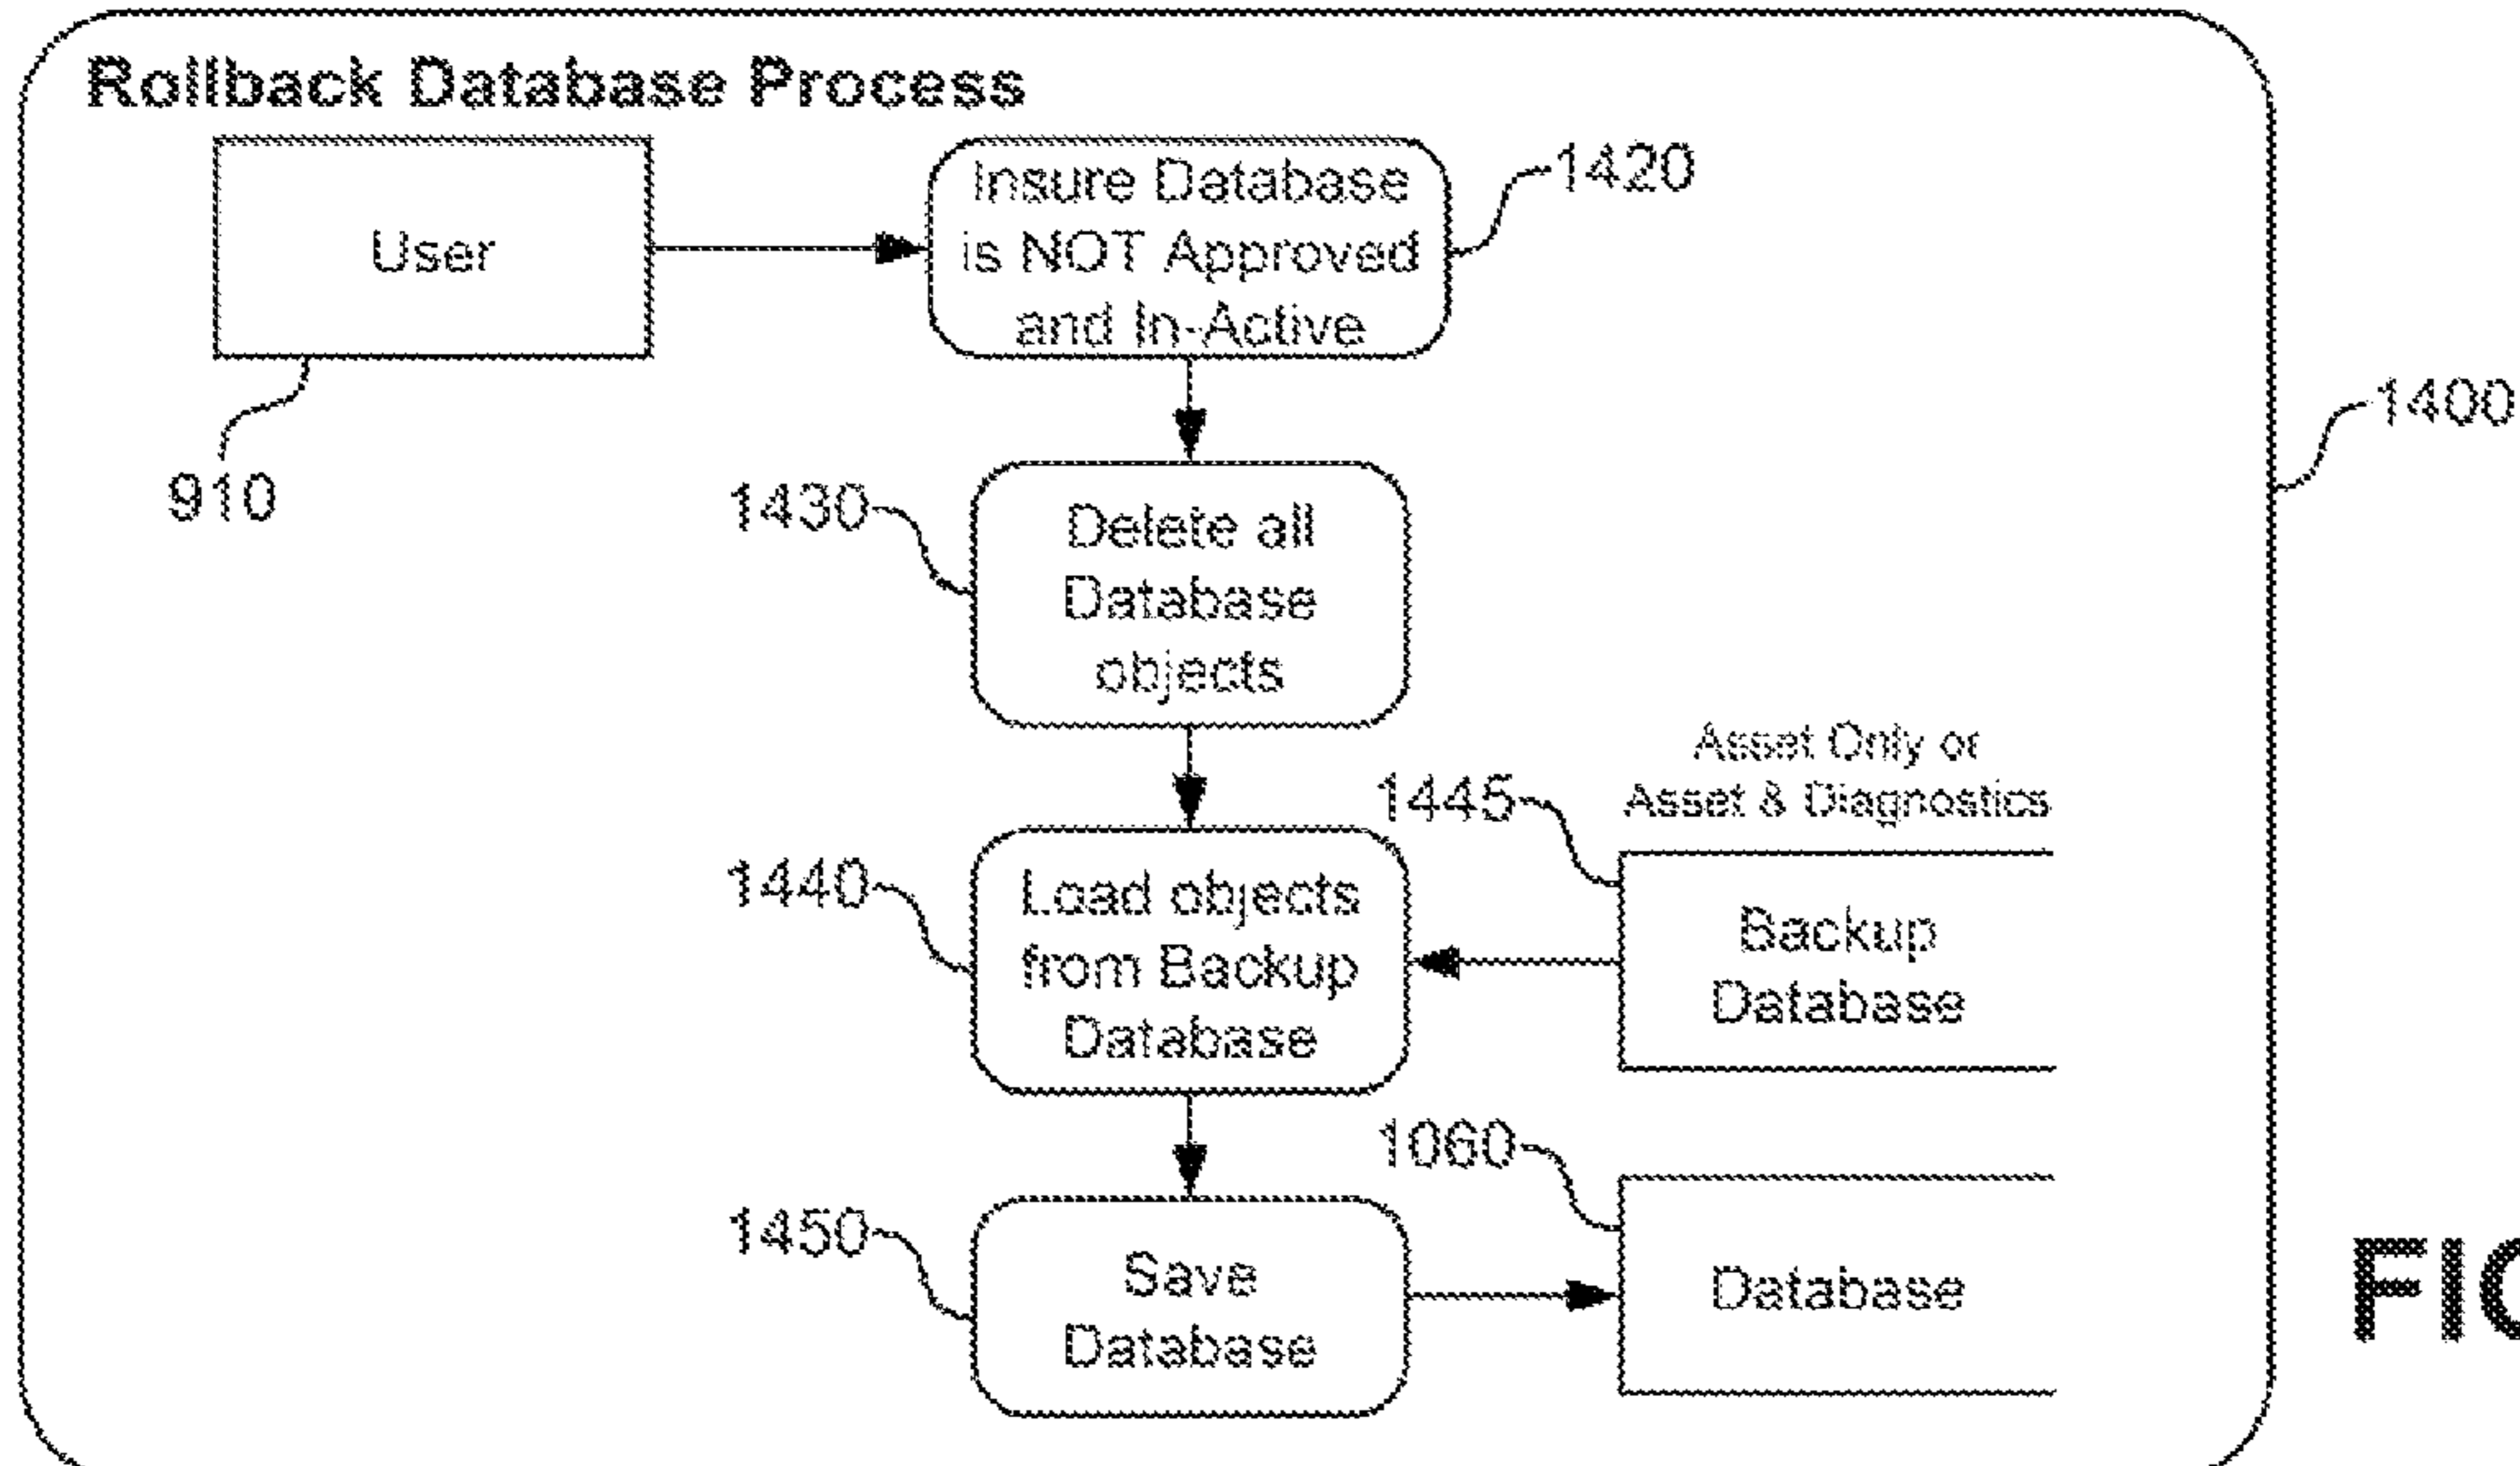 Rollback Database Process
User
Insure Database
is NOT Approved
and In-Active
1420
1400
910
1430
Delete all
Database
objects
Asset Only or
Asset & Diagnostics
1445
1440
Load objects
from Backup
Database
Backup
Database
1060
1450
Save
Database
Database